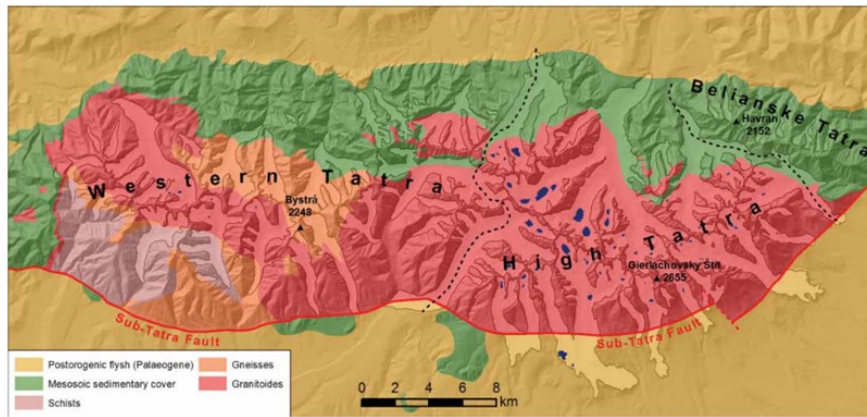 Belianske Tatra
Havran
2152
Western Tatra
Bystrá
2248
High Tatra
Gierlachovsky Štít
2655
Sub-Tatra Fault
Sub-Tatra Fault
Postorogenic flysh (Palaeogene)
Mesosoic sedimentary cover
Schists
Gneisses
Granitoides
0 2 4 6 8
km